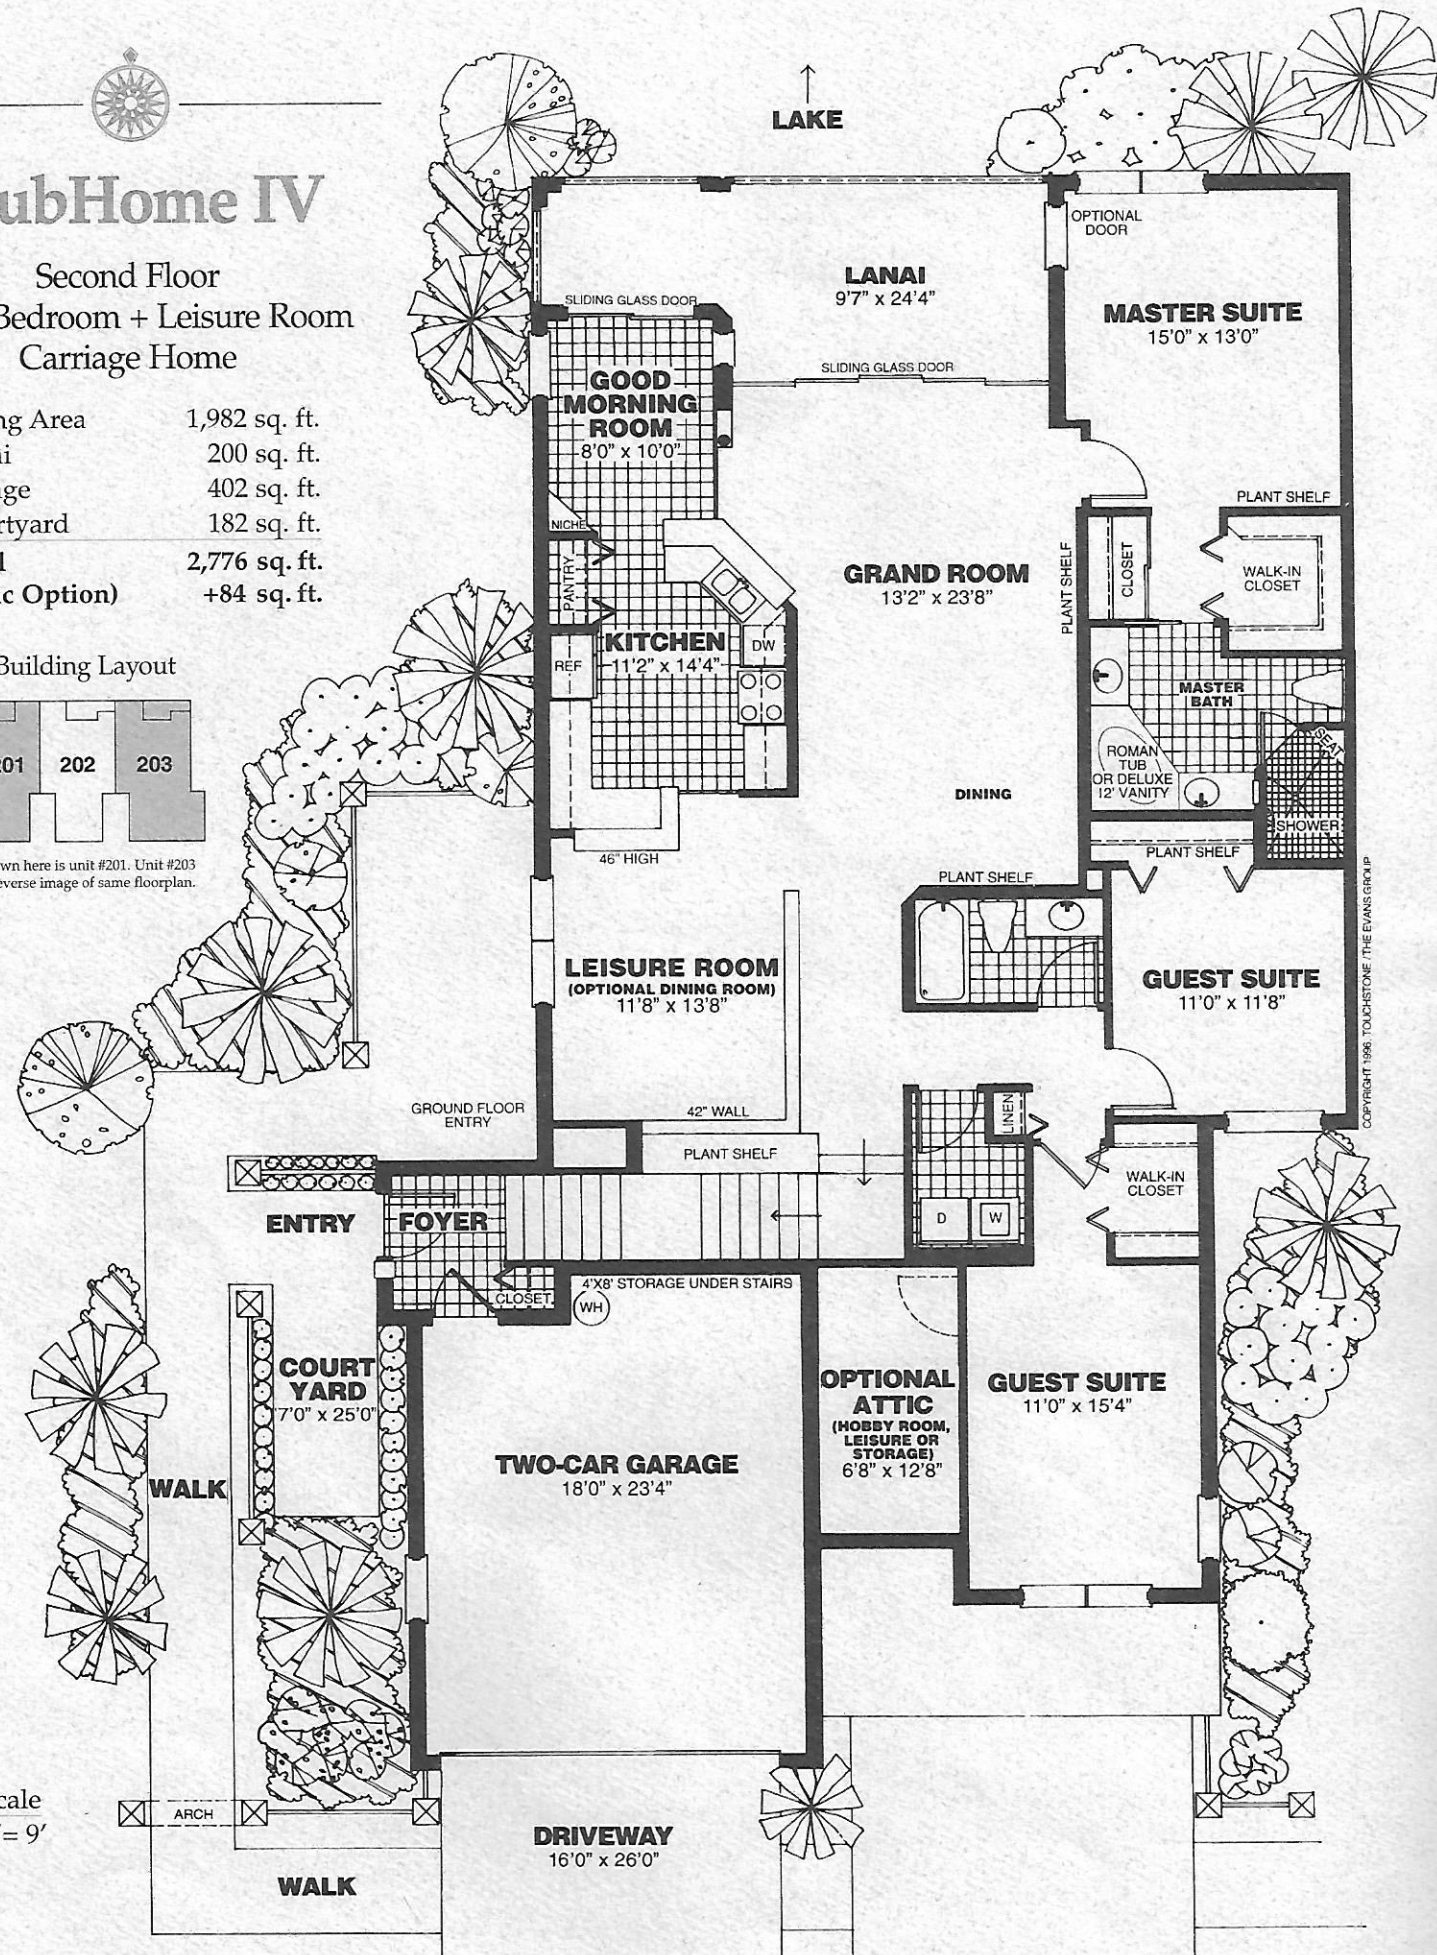 ubHome IV
Second Floor
Bedroom + Leisure Room
Carriage Home
ng Area 1,982 sq. ft.
ai 200 sq. ft.
ge 402 sq. ft.
rtyard 182 sq. ft.
l 2,776 sq. ft.
c Option) +84 sq. ft.
Building Layout
201 202 203
wn here is unit #201. Unit #203
everse image of same floorplan.
cale
= 9′
LAKE
OPTIONAL
DOOR
LANAI
9'7" x 24'4"
SLIDING GLASS DOOR
SLIDING GLASS DOOR
MASTER SUITE
15'0" x 13'0"
GOOD
MORNING
ROOM
8'0" x 10'0"
NICHE
PANTRY
PLANT SHELF
PLANT SHELF
CLOSET
WALK-IN
CLOSET
GRAND ROOM
13'2" x 23'8"
KITCHEN
11'2" x 14'4"
DW
REF
MASTER
BATH
ROMAN
TUB
OR DELUXE
12' VANITY
SEAT
SHOWER
DINING
46" HIGH
PLANT SHELF
PLANT SHELF
COPYRIGHT 1996. TOUCHSTONE / THE EVANS GROUP
LEISURE ROOM
(OPTIONAL DINING ROOM)
11'8" x 13'8"
GUEST SUITE
11'0" x 11'8"
GROUND FLOOR
ENTRY
42" WALL
PLANT SHELF
LINEN
WALK-IN
CLOSET
D W
ENTRY
FOYER
CLOSET
4'X8' STORAGE UNDER STAIRS
WH
COURT
YARD
7'0" x 25'0"
WALK
TWO-CAR GARAGE
18'0" x 23'4"
OPTIONAL
ATTIC
(HOBBY ROOM,
LEISURE OR
STORAGE)
6'8" x 12'8"
GUEST SUITE
11'0" x 15'4"
ARCH
DRIVEWAY
16'0" x 26'0"
WALK